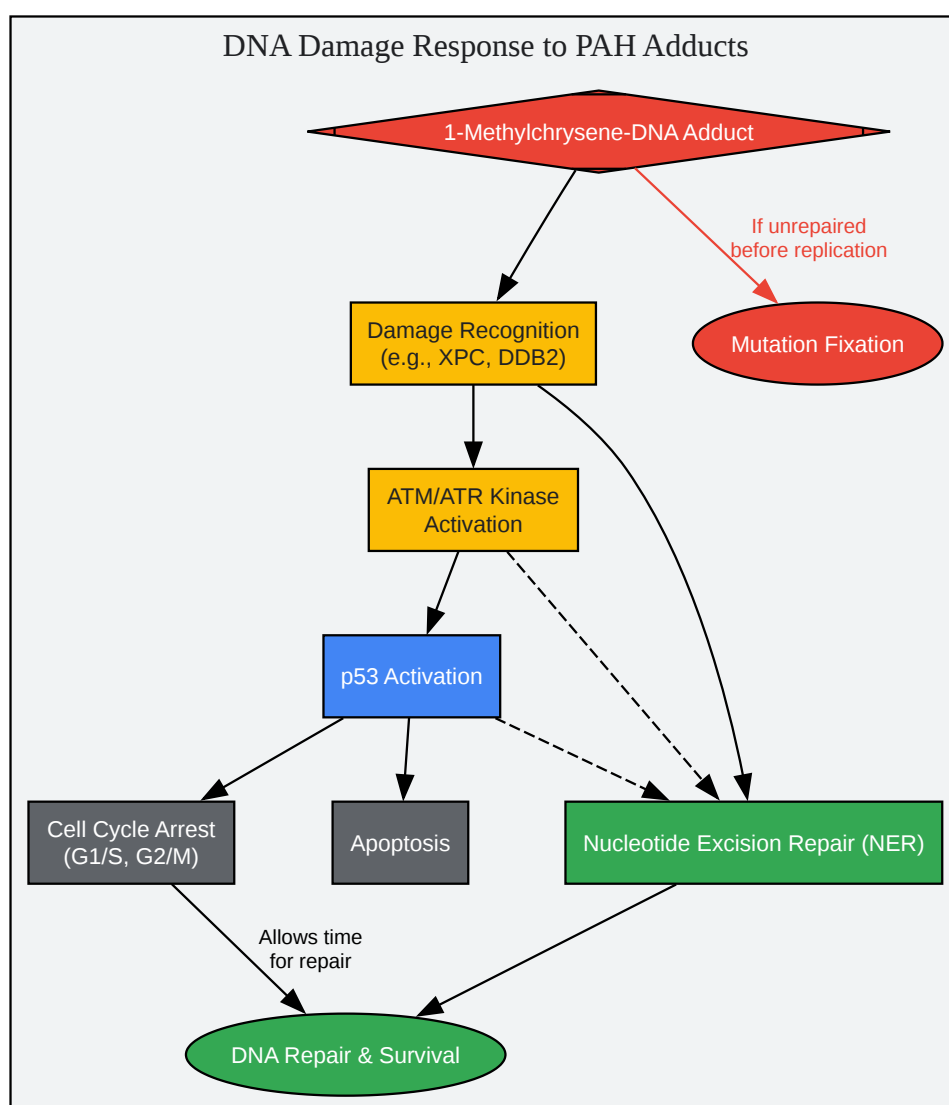 DNA Damage Response to PAH Adducts
1-Methylchrysene-DNA Adduct
If unrepaired
before replication
Damage Recognition
(e.g., XPC, DDB2)
Mutation Fixation
ATM/ATR Kinase
Activation
p53 Activation
Cell Cycle Arrest
(G1/S, G2/M)
Apoptosis
Nucleotide Excision Repair (NER)
Allows time
for repair
DNA Repair & Survival